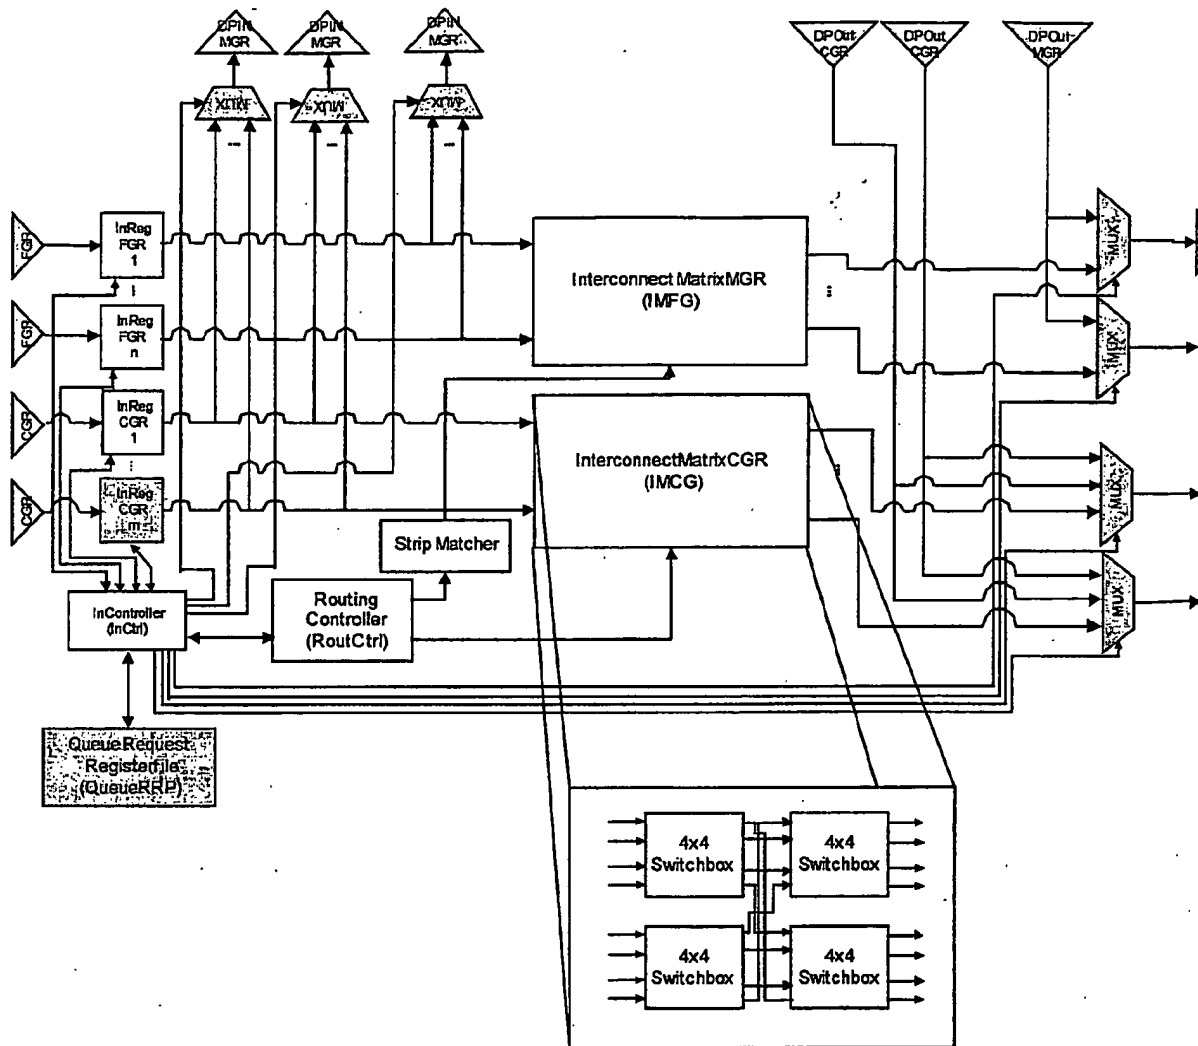 DPIN
MGR
DPIN
MGR
DPIN
MGR
DPOut
CGR
DPOut
CGR
DPOut
MGR
MUX
MUX
MUX
FGR
InReg
FGR
1
Interconnect MatrixMGR
(IMFG)
MUX
FGR
InReg
FGR
n
MUX
CGR
InReg
CGR
1
InterconnectMatrixCGR
(IMCG)
CGR
InReg
CGR
m
MUX
Strip Matcher
InController
(InCtrl)
Routing
Controller
(RoutCtrl)
MUX
QueueRequest
Registerfile
(QueueRRP)
4x4
Switchbox
4x4
Switchbox
4x4
Switchbox
4x4
Switchbox